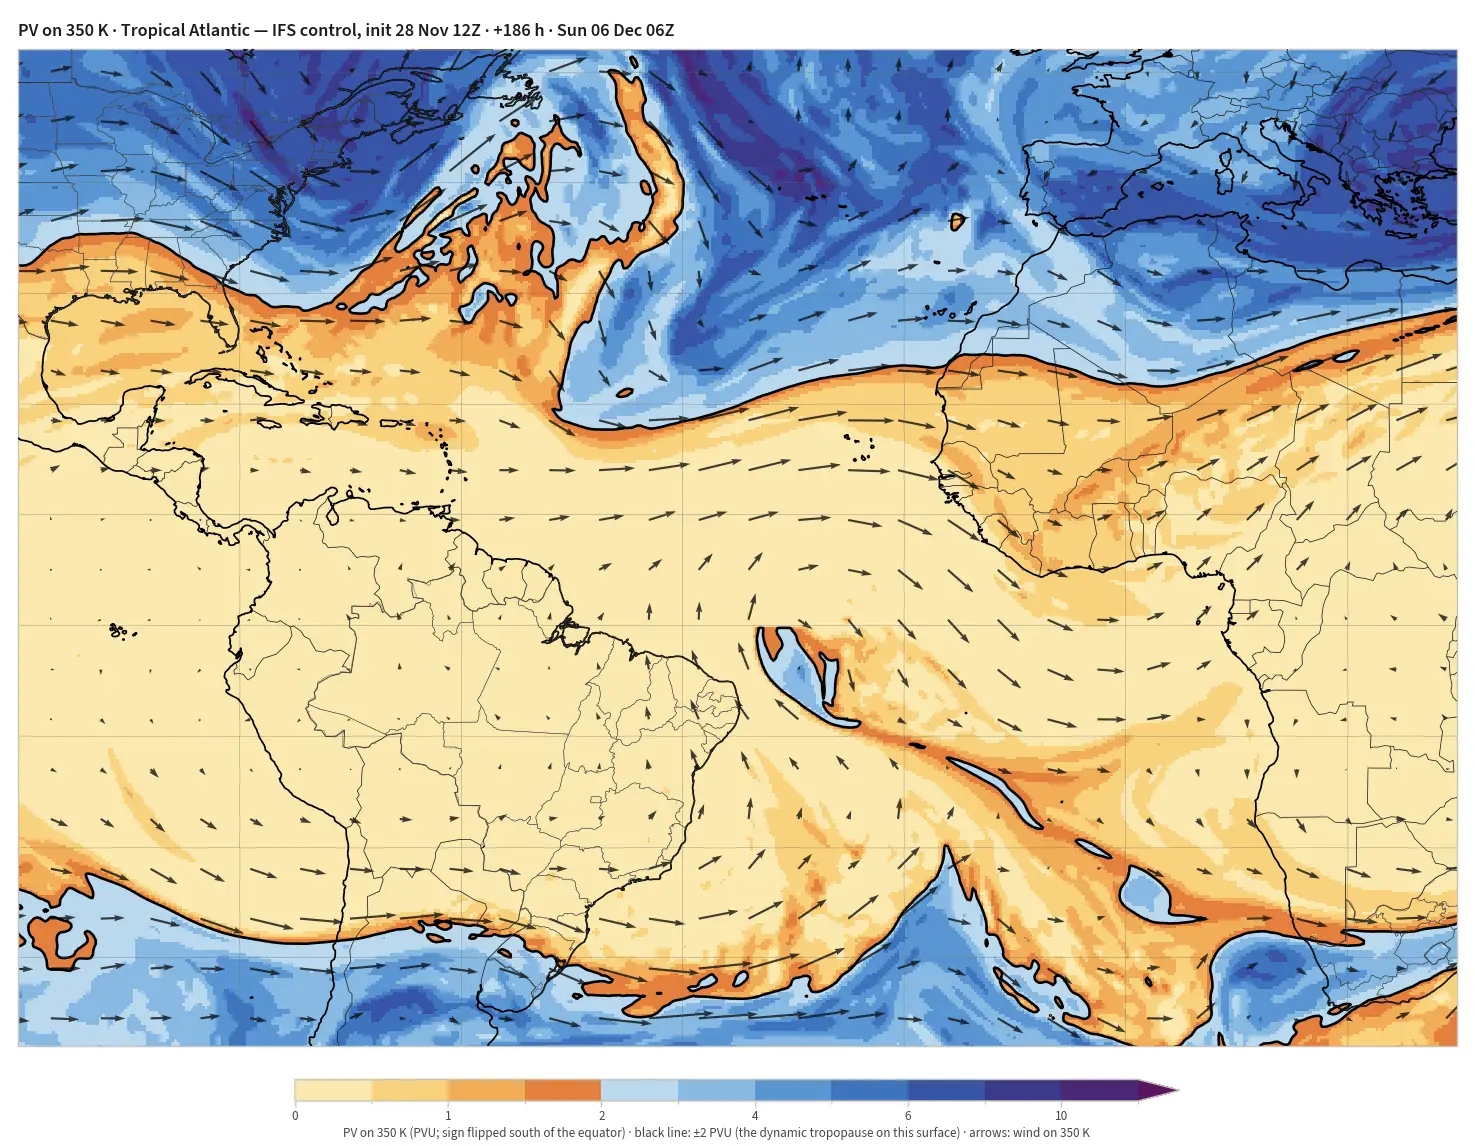 PV on 350 K · Tropical Atlantic — IFS control, init 28 Nov 12Z · +186 h · Sun 06 Dec 06Z
0 1 2 4 6 10
PV on 350 K (PVU; sign flipped south of the equator) · black line: ±2 PVU (the dynamic tropopause on this surface) · arrows: wind on 350 K